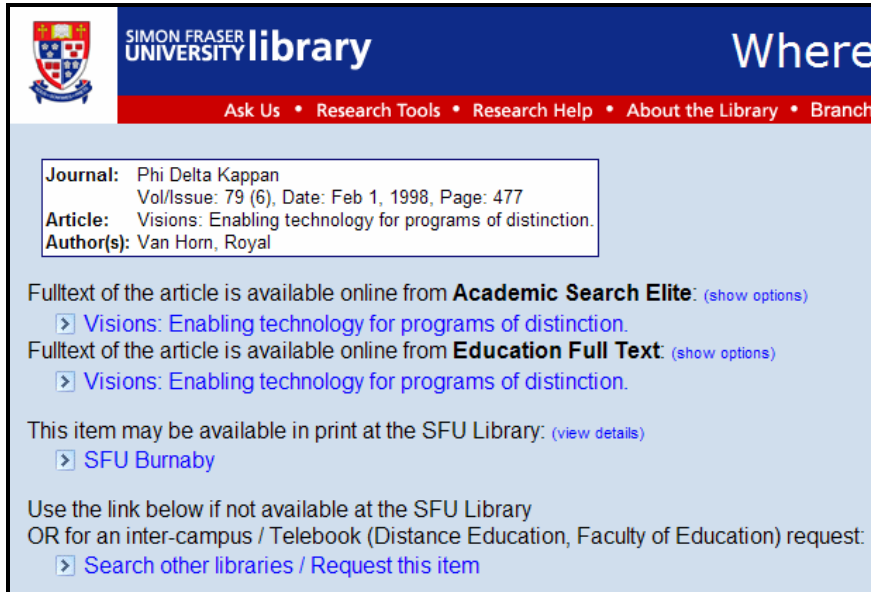 SIMON FRASER
UNIVERSITY library
Where
Ask Us • Research Tools • Research Help • About the Library • Branch
Journal: Phi Delta Kappan
Vol/Issue: 79 (6), Date: Feb 1, 1998, Page: 477
Article: Visions: Enabling technology for programs of distinction.
Author(s): Van Horn, Royal
Fulltext of the article is available online from Academic Search Elite: (show options)
Visions: Enabling technology for programs of distinction.
Fulltext of the article is available online from Education Full Text: (show options)
Visions: Enabling technology for programs of distinction.
This item may be available in print at the SFU Library: (view details)
SFU Burnaby
Use the link below if not available at the SFU Library
OR for an inter-campus / Telebook (Distance Education, Faculty of Education) request:
Search other libraries / Request this item